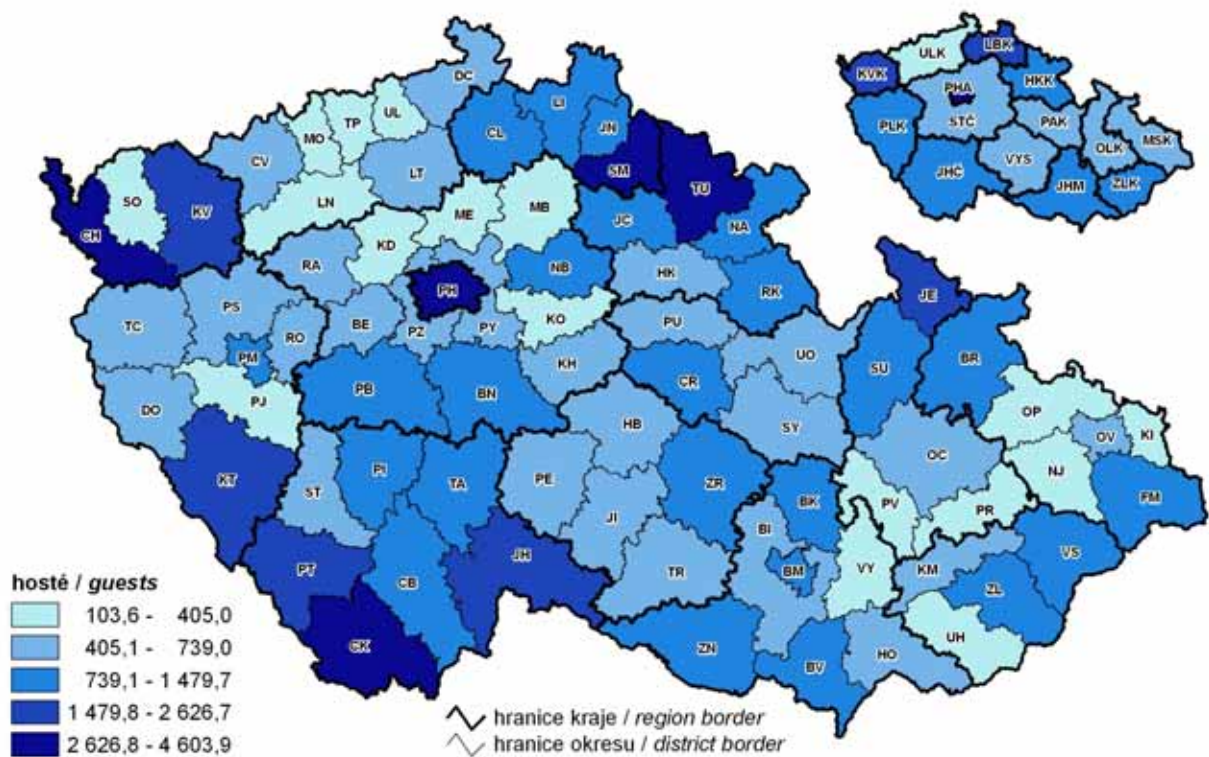 DC
UL
TP
MO
LI
JN
CL
CV
LT
SM
TU
SO
KV
LN
ME
MB
CH
JC
NA
KD
RA
NB
HK
PH
RK
JE
PS
TC
BE
KO
PU
RO
PZ
PY
UO
PM
KH
BR
SU
PB
BN
CR
DO
PJ
OP
HB
SY
OV
KI
OC
NJ
KT
PI
ST
TA
PE
ZR
BK
PV
FM
PR
JI
BI
JH
VS
PT
CB
TR
BM
VY
KM
ZL
UH
CK
ZN
HO
BV
ULK
LBK
KVK
HKK
PHA
STČ
PLK
PAK
MSK
OLK
VYS
JHČ
JHM
ZLK
hosté / guests
103,6 - 405,0
405,1 - 739,0
739,1 - 1 479,7
1 479,8 - 2 626,7
2 626,8 - 4 603,9
hranice kraje / region border
hranice okresu / district border